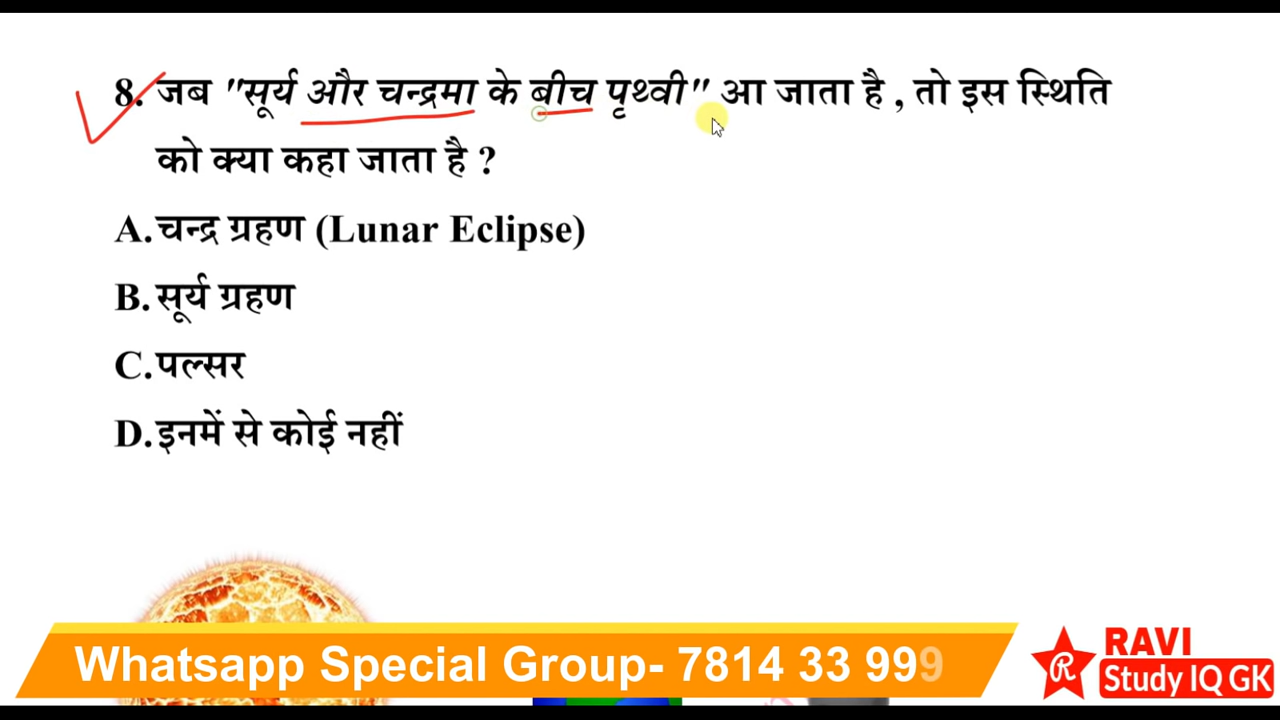 8. जब "सूर्य और चन्द्रमा के बीच पृथ्वी" आ जाता है , तो इस स्थिति
को क्या कहा जाता है ?
A.चन्द्र ग्रहण (Lunar Eclipse)
B.सूर्य ग्रहण
C.पल्सर
D.इनमें से कोई नहीं
Whatsapp Special Group- 7814 33 999
R
RAVI
Study IQ GK